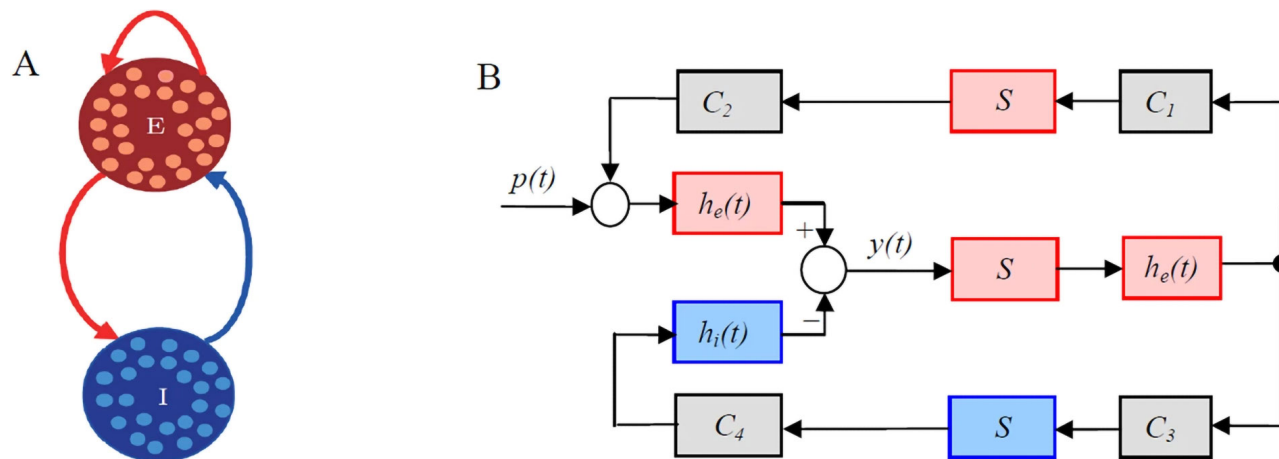 A
E
I
B
C₂
S
C₁
p(t)
hₑ(t)
+
y(t)
S
hₑ(t)
−
hᵢ(t)
C₄
S
C₃